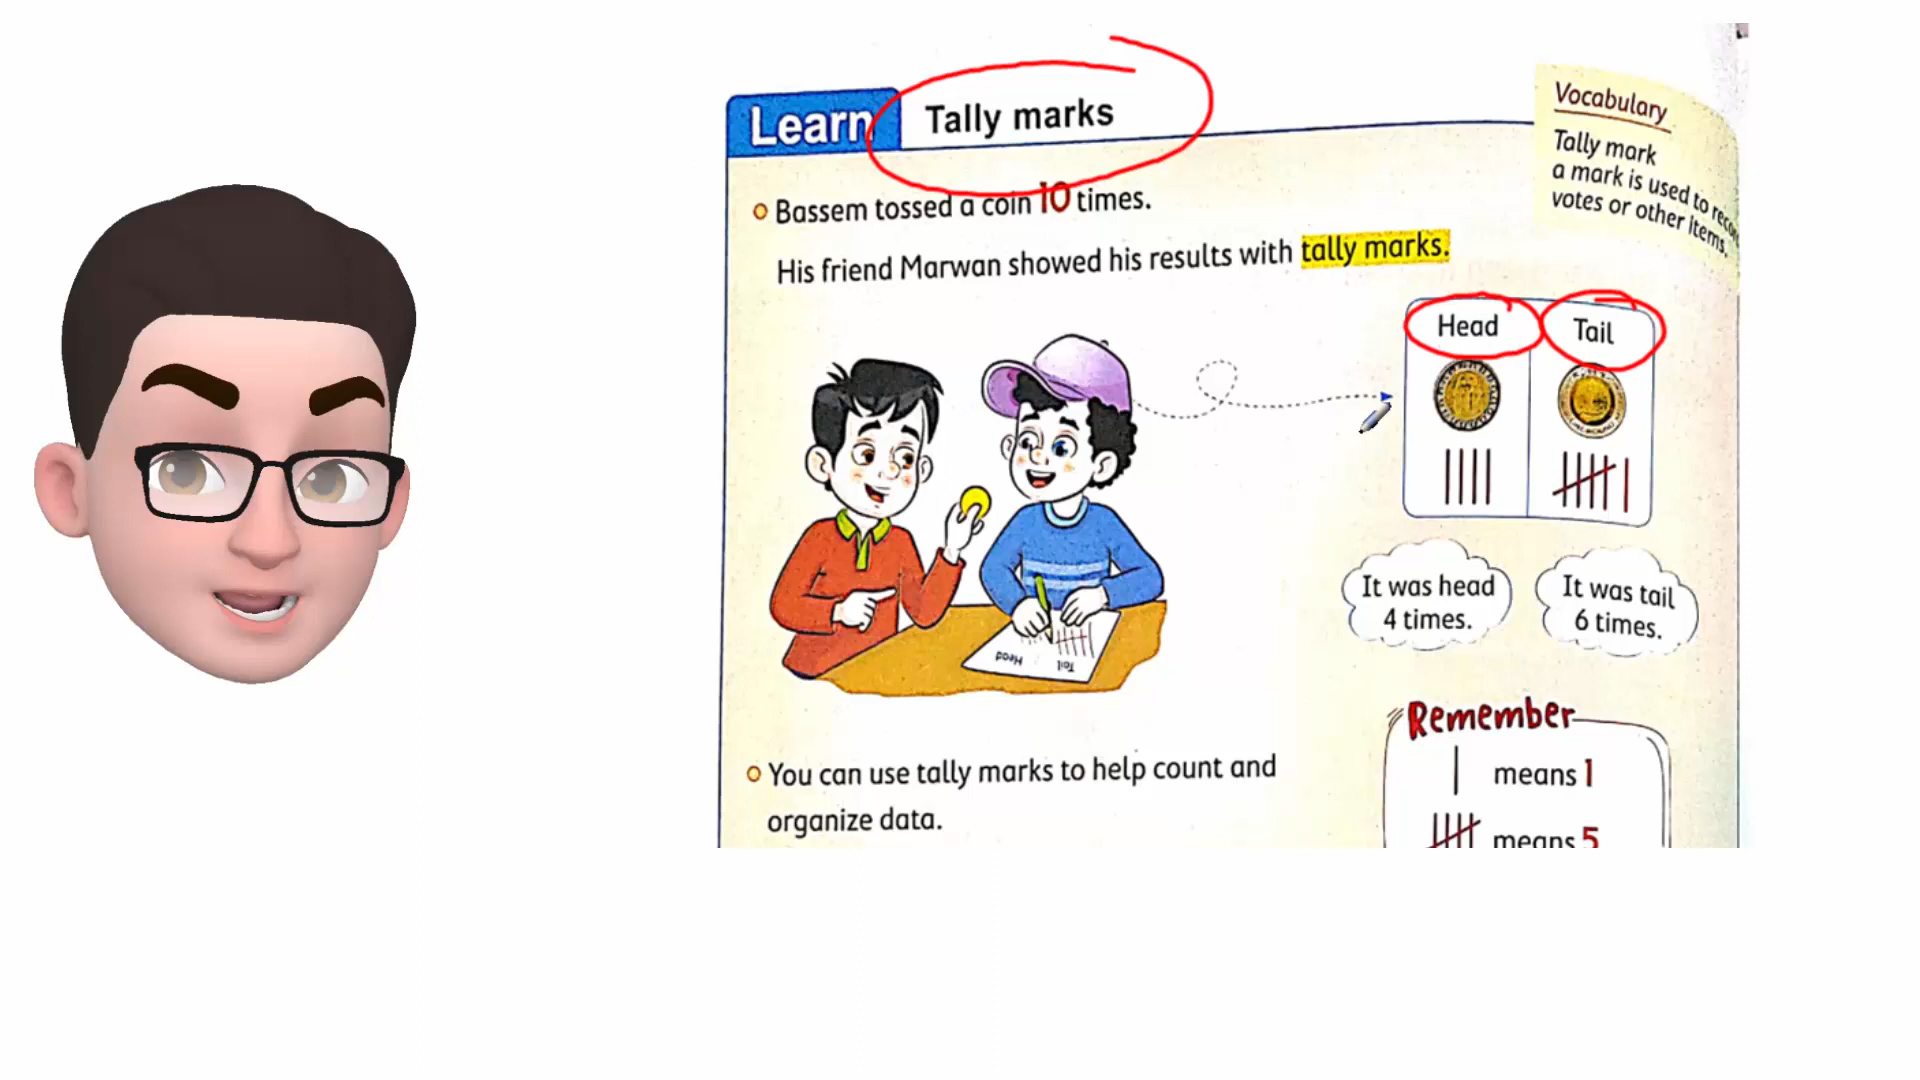 Learn Tally marks
Vocabulary
Tally mark
a mark is used to
votes or other items.
Bassem tossed a coin 10 times.
His friend Marwan showed his results with tally marks.
Head Tail
It was head
4 times.
It was tail
6 times.
Head Tail
Remember
means 1
means 5
You can use tally marks to help count and
organize data.